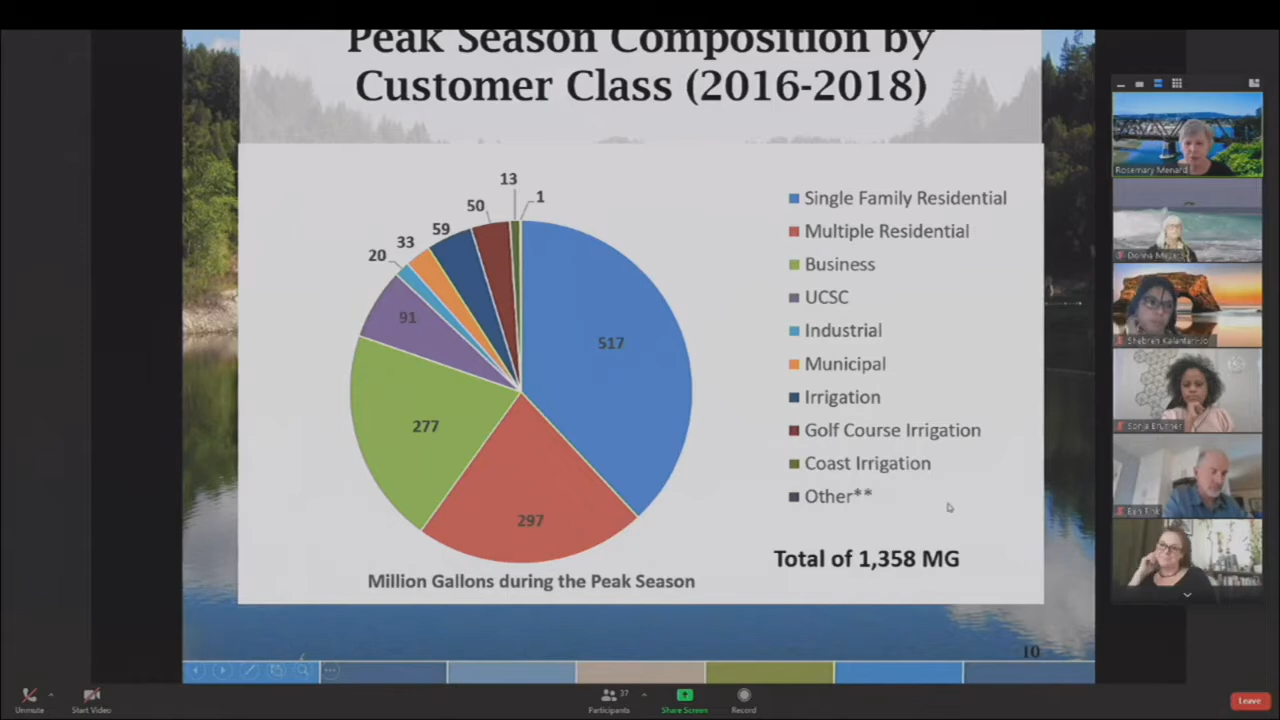 Peak Season Composition by
Customer Class (2016-2018)
13
1
50
59
33
20
91
517
277
297
Million Gallons during the Peak Season
Single Family Residential
Multiple Residential
Business
UCSC
Industrial
Municipal
Irrigation
Golf Course Irrigation
Coast Irrigation
Other**
Total of 1,358 MG
10
Rosemary Menard
Donna
Shebreh Kalantari-Jo
Sonja Brunner
Unmute
Start Video
37
Participants
Share Screen
Record
Leave